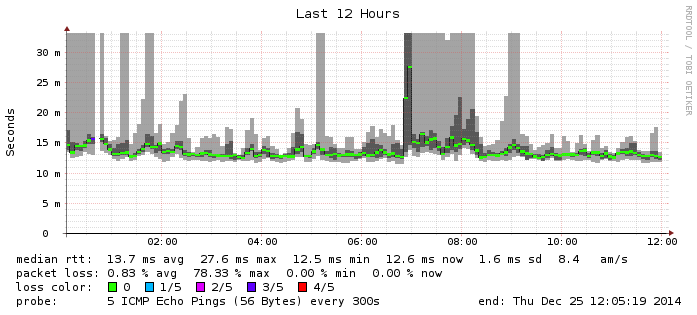 Last 12 Hours
RRDTOOL / TOBI OETIKER
Seconds
30 m
25 m
20 m
15 m
10 m
5 m
0
02:00 04:00 06:00 08:00 10:00 12:00
median rtt: 13.7 ms avg 27.6 ms max 12.5 ms min 12.6 ms now 1.6 ms sd 8.4 am/s
packet loss: 0.83 % avg 78.33 % max 0.00 % min 0.00 % now
loss color: 0 1/5 2/5 3/5 4/5
probe: 5 ICMP Echo Pings (56 Bytes) every 300s end: Thu Dec 25 12:05:19 2014